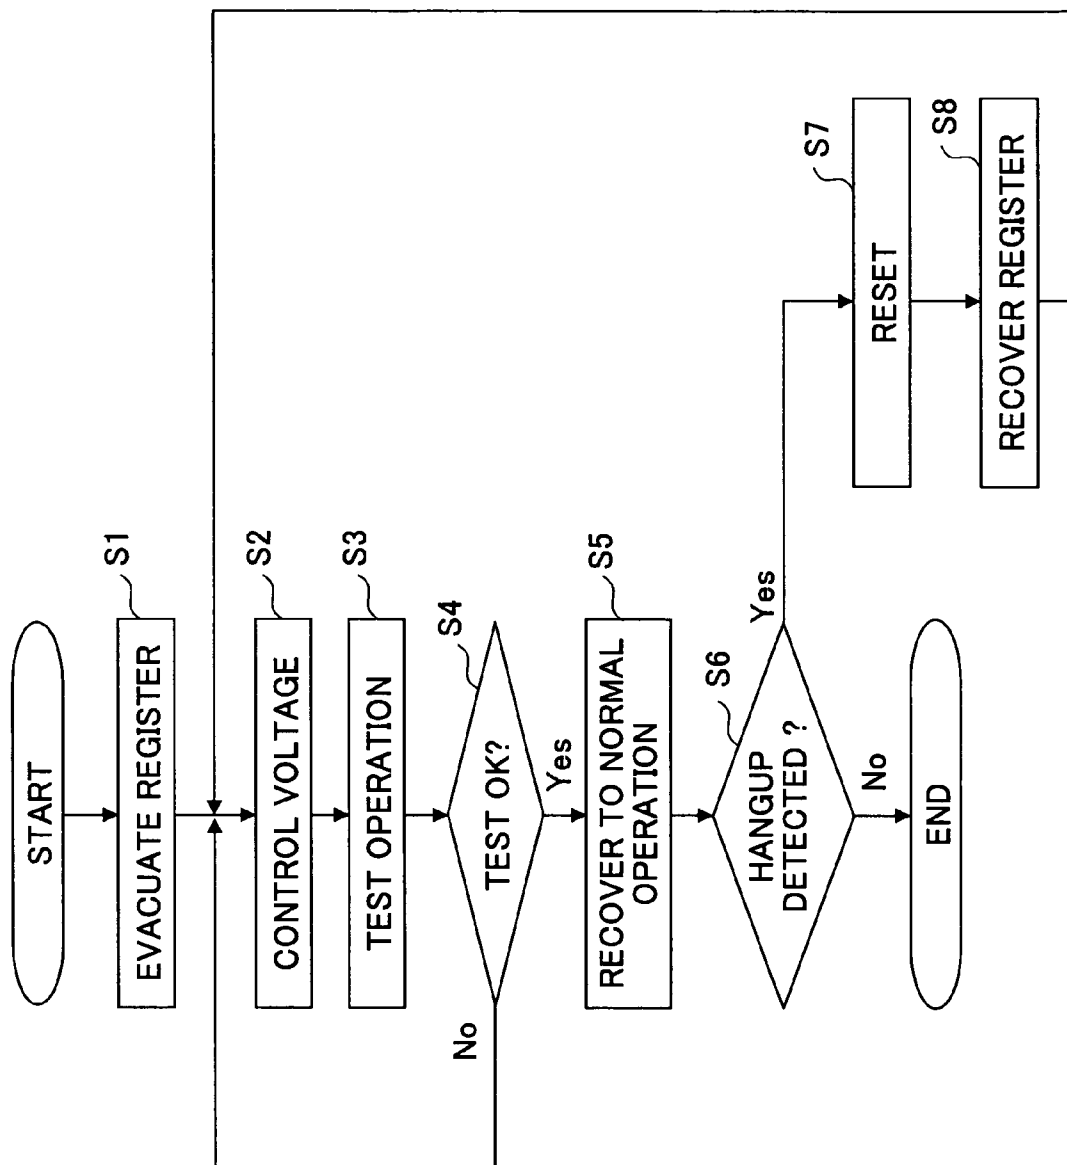 START
S1
EVACUATE REGISTER
S2
CONTROL VOLTAGE
S3
TEST OPERATION
S4
TEST OK?
No
Yes
S5
RECOVER TO NORMAL
OPERATION
S6
HANGUP
DETECTED ?
Yes
No
S7
RESET
S8
RECOVER REGISTER
END